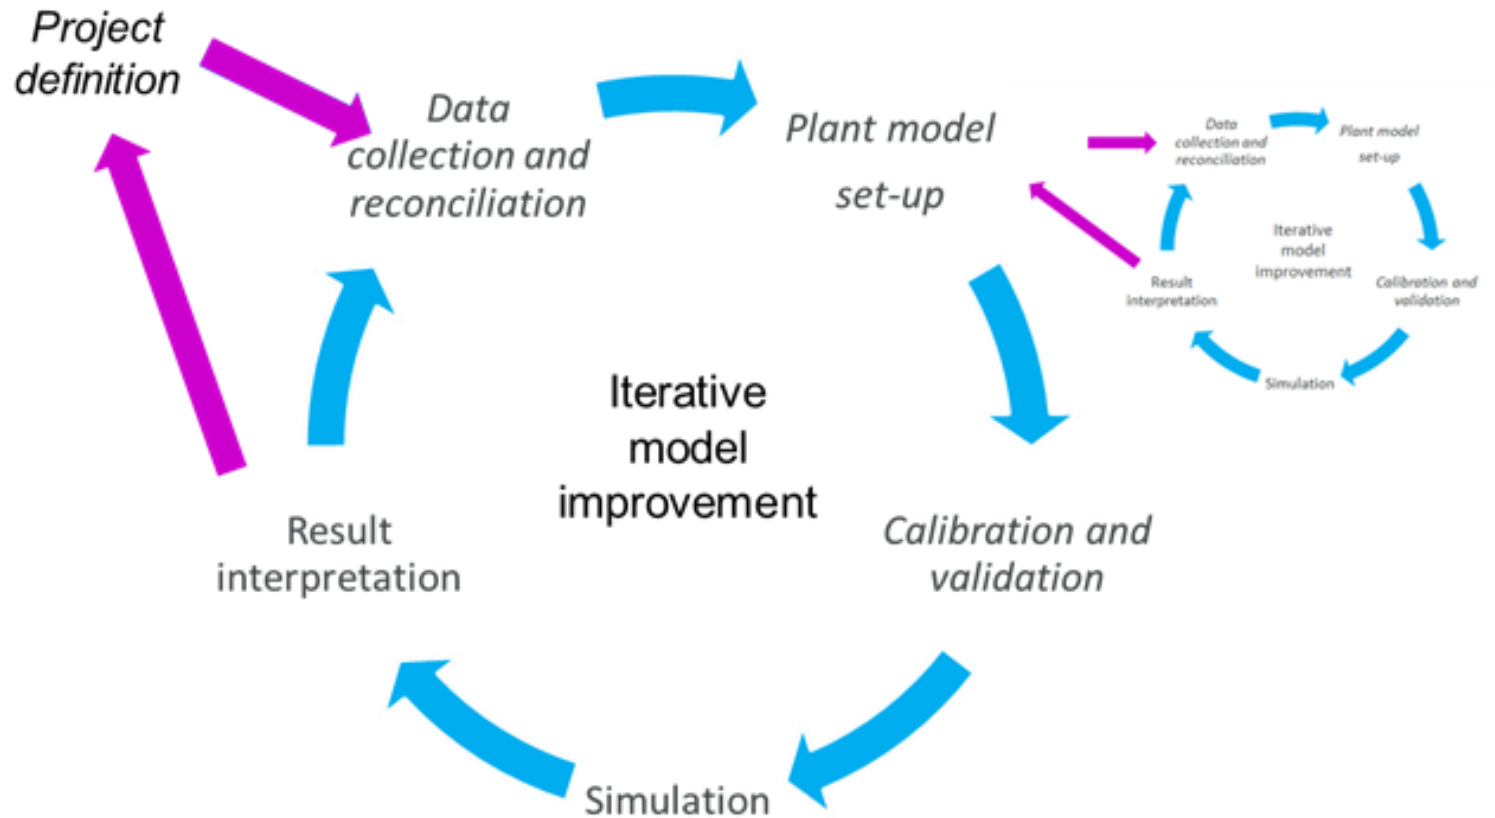 Project
definition
Data
collection and
reconciliation
Plant model
set-up
Calibration and
validation
Simulation
Result
interpretation
Iterative
model
improvement
Data
collection and
reconciliation
Plant model
set-up
Calibration and
validation
Simulation
Result
interpretation
Iterative
model
improvement